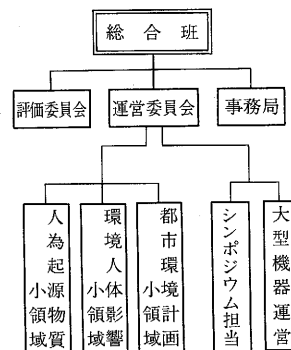 総合班
評価委員会
運営委員会
事務局
人為起源物質
小領域
環境人体影響
小領域
都市環境計画
小領域
シンポジウム担当
大型機器運営